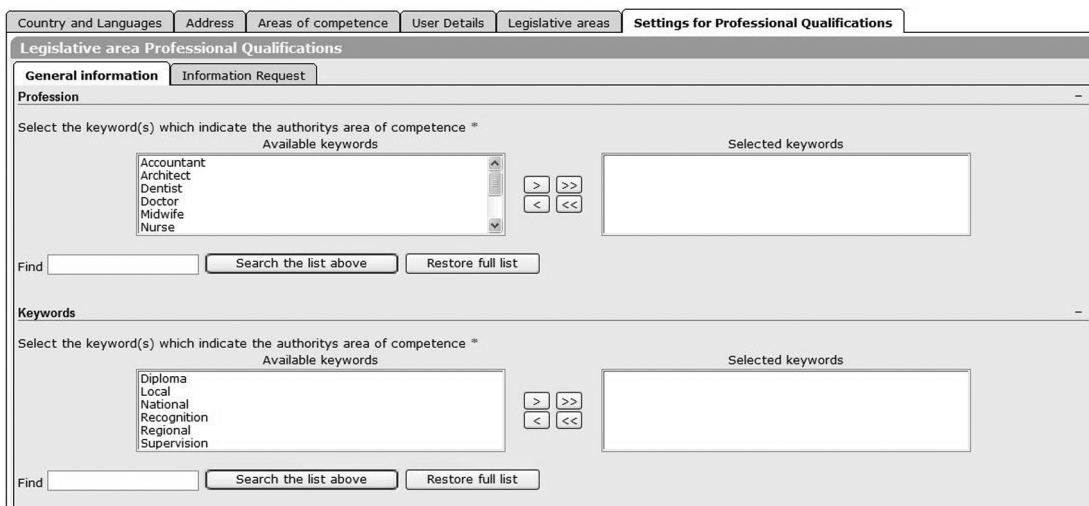 Country and Languages Address Areas of competence User Details Legislative areas Settings for Professional Qualifications
Legislative area Professional Qualifications
General information Information Request
Profession −
Select the keyword(s) which indicate the authoritys area of competence *
Available keywords Selected keywords
Accountant
Architect
Dentist
Doctor
Midwife
Nurse
> >>
< <<
Find Search the list above Restore full list
Keywords −
Select the keyword(s) which indicate the authoritys area of competence *
Available keywords Selected keywords
Diploma
Local
National
Recognition
Regional
Supervision
> >>
< <<
Find Search the list above Restore full list